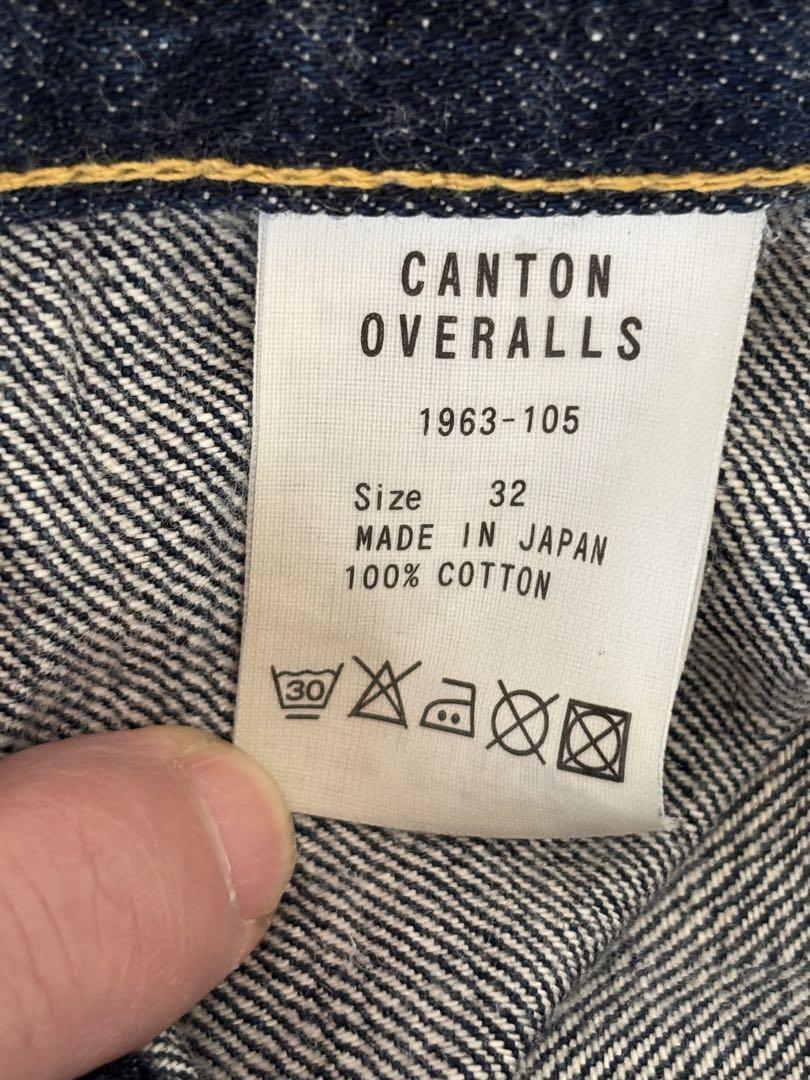 CANTON
OVERALLS
1963-105
Size 32
MADE IN JAPAN
100% COTTON
30